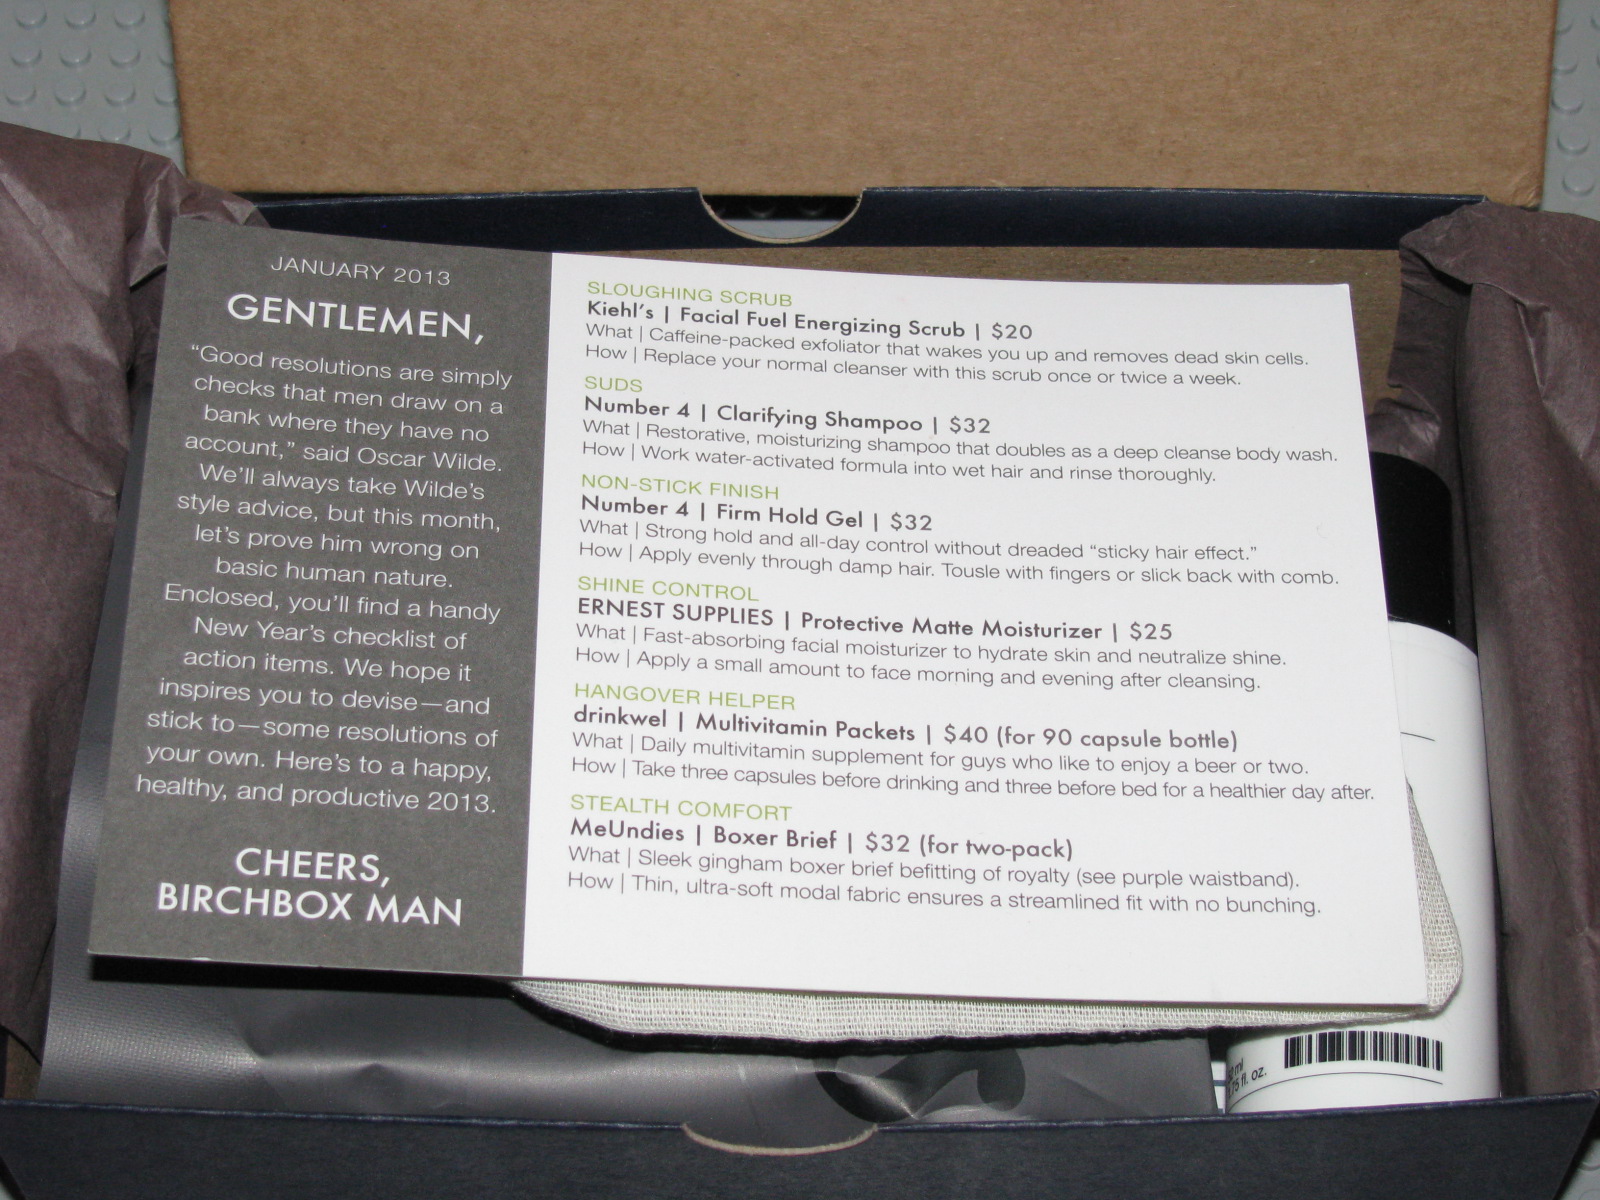 JANUARY 2013
GENTLEMEN,
“Good resolutions are simply
checks that men draw on a
bank where they have no
account,” said Oscar Wilde.
We’ll always take Wilde’s
style advice, but this month,
let’s prove him wrong on
basic human nature.
Enclosed, you’ll find a handy
New Year’s checklist of
action items. We hope it
inspires you to devise—and
stick to—some resolutions of
your own. Here’s to a happy,
healthy, and productive 2013.
CHEERS,
BIRCHBOX MAN
SLOUGHING SCRUB
Kiehl’s | Facial Fuel Energizing Scrub | $20
What | Caffeine-packed exfoliator that wakes you up and removes dead skin cells.
How | Replace your normal cleanser with this scrub once or twice a week.
SUDS
Number 4 | Clarifying Shampoo | $32
What | Restorative, moisturizing shampoo that doubles as a deep cleanse body wash.
How | Work water-activated formula into wet hair and rinse thoroughly.
NON-STICK FINISH
Number 4 | Firm Hold Gel | $32
What | Strong hold and all-day control without dreaded “sticky hair effect.”
How | Apply evenly through damp hair. Tousle with fingers or slick back with comb.
SHINE CONTROL
ERNEST SUPPLIES | Protective Matte Moisturizer | $25
What | Fast-absorbing facial moisturizer to hydrate skin and neutralize shine.
How | Apply a small amount to face morning and evening after cleansing.
HANGOVER HELPER
drinkwel | Multivitamin Packets | $40 (for 90 capsule bottle)
What | Daily multivitamin supplement for guys who like to enjoy a beer or two.
How | Take three capsules before drinking and three before bed for a healthier day after.
STEALTH COMFORT
MeUndies | Boxer Brief | $32 (for two-pack)
What | Sleek gingham boxer brief befitting of royalty (see purple waistband).
How | Thin, ultra-soft modal fabric ensures a streamlined fit with no bunching.
ml
fl. oz.